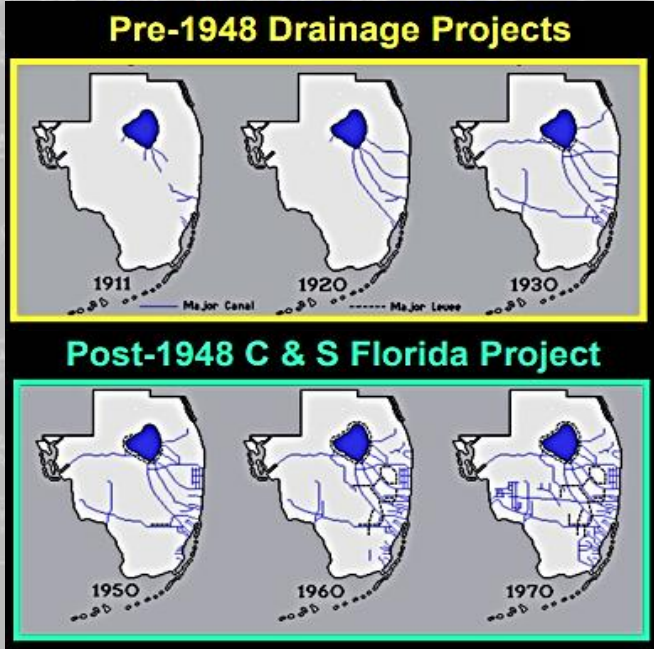 Pre-1948 Drainage Projects
1911
1920
1930
Major Canal
Major Levee
Post-1948 C & S Florida Project
1950
1960
1970